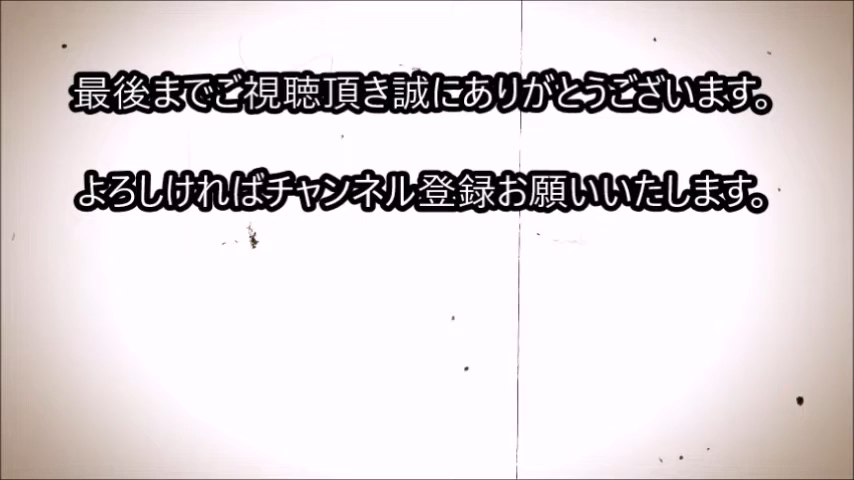 最後までご視聴頂き誠にありがとうございます。
よろしければチャンネル登録お願いいたします。